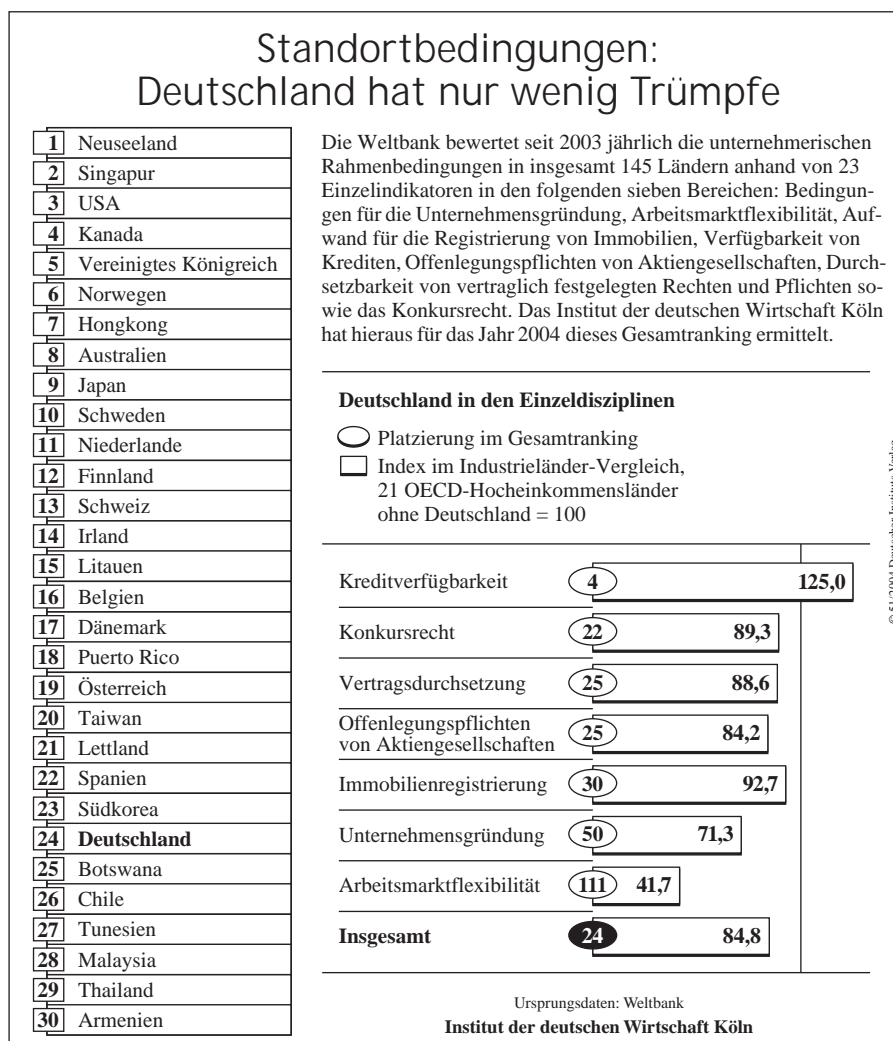 Standortbedingungen:
Deutschland hat nur wenig Trümpfe
1 Neuseeland
2 Singapur
3 USA
4 Kanada
5 Vereinigtes Königreich
6 Norwegen
7 Hongkong
8 Australien
9 Japan
10 Schweden
11 Niederlande
12 Finnland
13 Schweiz
14 Irland
15 Litauen
16 Belgien
17 Dänemark
18 Puerto Rico
19 Österreich
20 Taiwan
21 Lettland
22 Spanien
23 Südkorea
24 Deutschland
25 Botswana
26 Chile
27 Tunesien
28 Malaysia
29 Thailand
30 Armenien
Die Weltbank bewertet seit 2003 jährlich die unternehmerischen
Rahmenbedingungen in insgesamt 145 Ländern anhand von 23
Einzelindikatoren in den folgenden sieben Bereichen: Bedingun-
gen für die Unternehmensgründung, Arbeitsmarktflexibilität, Auf-
wand für die Registrierung von Immobilien, Verfügbarkeit von
Krediten, Offenlegungspflichten von Aktiengesellschaften, Durch-
setzbarkeit von vertraglich festgelegten Rechten und Pflichten so-
wie das Konkursrecht. Das Institut der deutschen Wirtschaft Köln
hat hieraus für das Jahr 2004 dieses Gesamtranking ermittelt.
Deutschland in den Einzeldisziplinen
Platzierung im Gesamtranking
Index im Industrieländer-Vergleich,
21 OECD-Hocheinkommensländer
ohne Deutschland = 100
Kreditverfügbarkeit 4 125,0
Konkursrecht 22 89,3
Vertragsdurchsetzung 25 88,6
Offenlegungspflichten
von Aktiengesellschaften 25 84,2
Immobilienregistrierung 30 92,7
Unternehmensgründung 50 71,3
Arbeitsmarktflexibilität 111 41,7
Insgesamt 24 84,8
Ursprungsdaten: Weltbank
Institut der deutschen Wirtschaft Köln
© 51/2004 Deutscher Instituts-Verlag